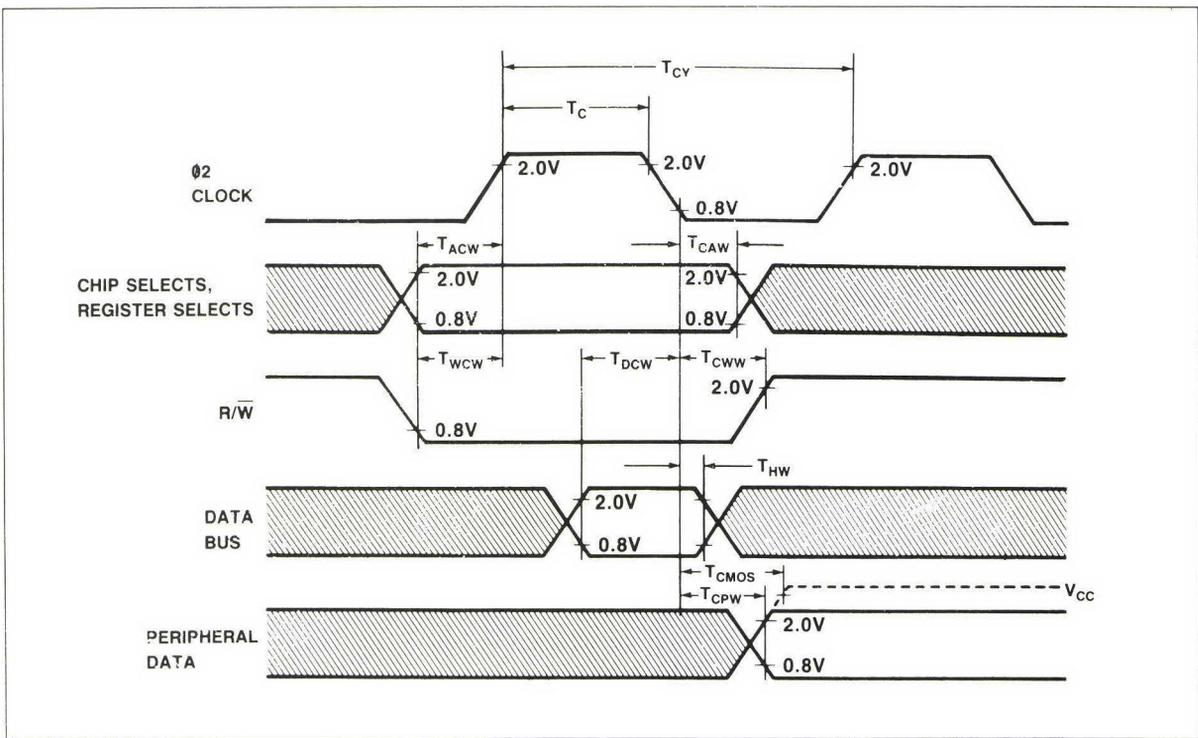 T_CY
T_C
ϕ2
CLOCK
2.0V
2.0V
0.8V
2.0V
T_ACW
T_CAW
CHIP SELECTS,
REGISTER SELECTS
2.0V
0.8V
2.0V
0.8V
T_WCW
T_DCW
T_CWW
R/W̅
0.8V
2.0V
T_HW
DATA
BUS
2.0V
0.8V
T_CMOS
T_CPW
V_CC
PERIPHERAL
DATA
2.0V
0.8V